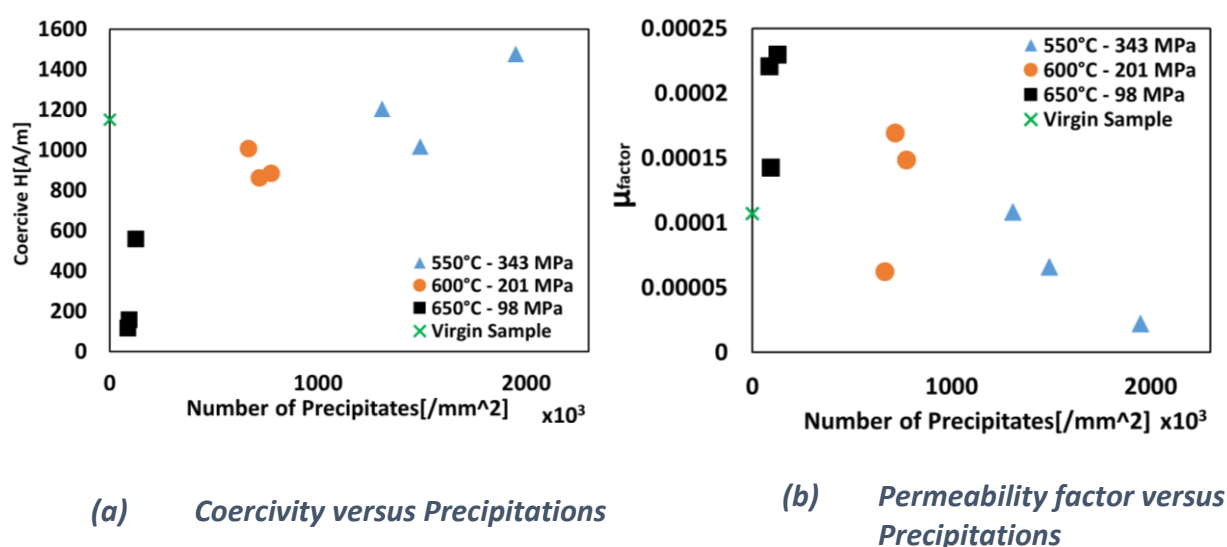 1600
1400
1200
1000
800
600
400
200
0
Coercive H[A/m]
550°C - 343 MPa
600°C - 201 MPa
650°C - 98 MPa
Virgin Sample
0 1000 2000
Number of Precipitates[/mm^2] x10³
(a) Coercivity versus Precipitations
0.00025
0.0002
0.00015
0.0001
0.00005
0
μfactor
550°C - 343 MPa
600°C - 201 MPa
650°C - 98 MPa
Virgin Sample
0 1000 2000
Number of Precipitates[/mm^2] x10³
(b) Permeability factor versus
Precipitations